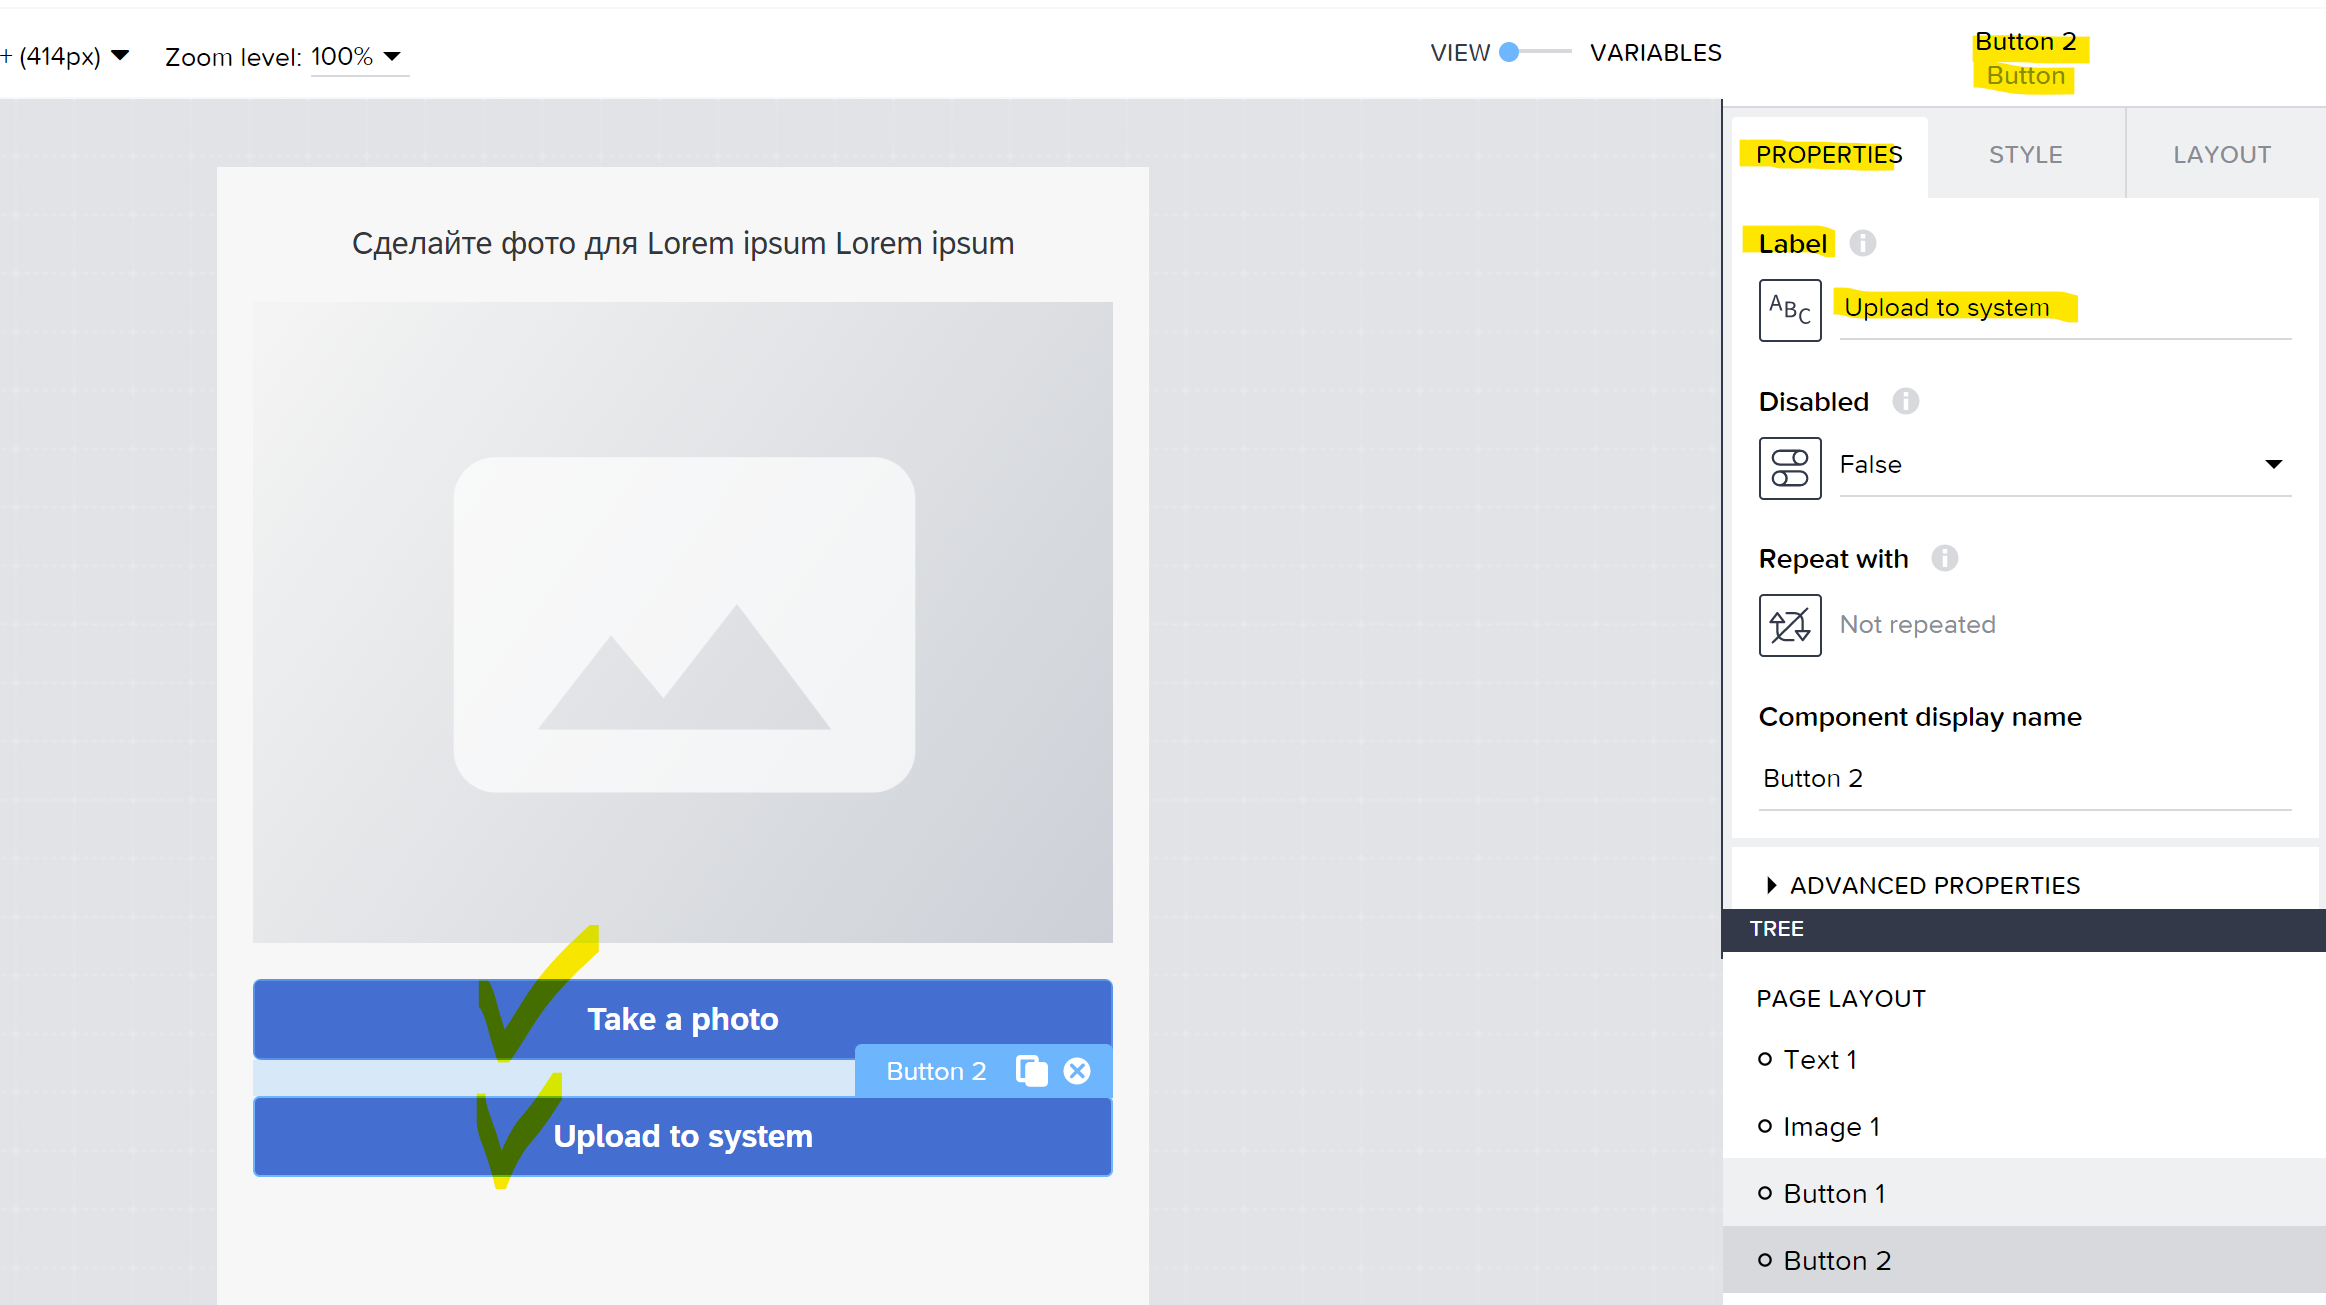 + (414px)
Zoom level: 100%
VIEW
VARIABLES
Button 2
Button
PROPERTIES
STYLE
LAYOUT
Сделайте фото для Lorem ipsum Lorem ipsum
Take a photo
Button 2
Upload to system
Label
ABC
Upload to system
Disabled
False
Repeat with
Not repeated
Component display name
Button 2
ADVANCED PROPERTIES
TREE
PAGE LAYOUT
Text 1
Image 1
Button 1
Button 2